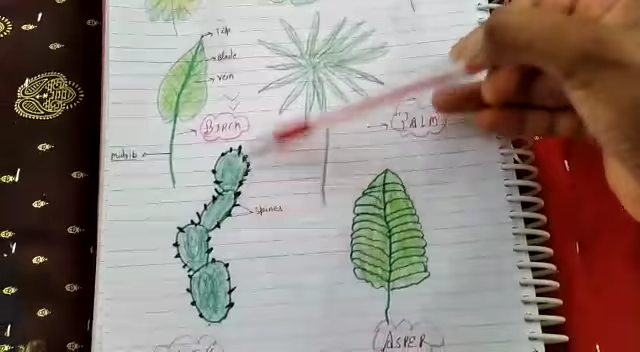 Tip
blade
vein
BIRCH
PALM
midrib
spines
ASPER